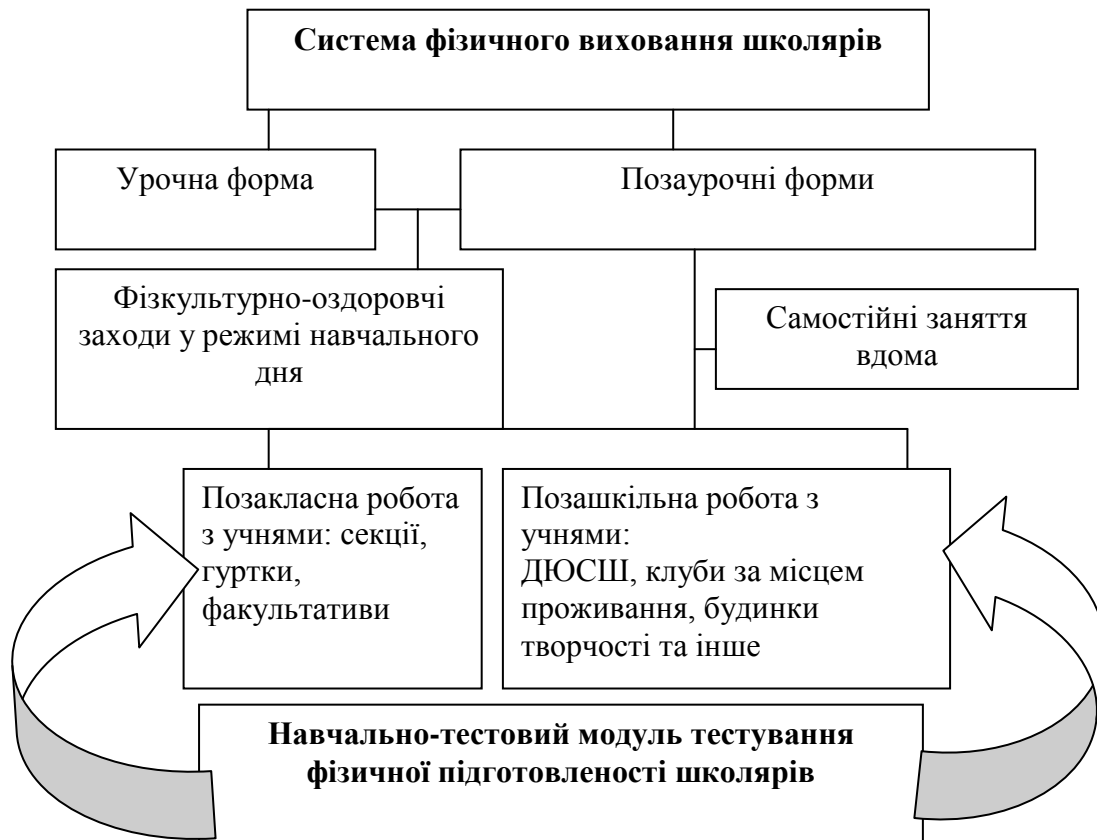 Система фізичного виховання школярів
Урочна форма
Позаурочні форми
Фізкультурно-оздоровчі
заходи у режимі навчального
дня
Самостійні заняття
вдома
Позакласна робота
з учнями: секції,
гуртки,
факультативи
Позашкільна робота з
учнями:
ДЮСШ, клуби за місцем
проживання, будинки
творчості та інше
Навчально-тестовий модуль тестування
фізичної підготовленості школярів